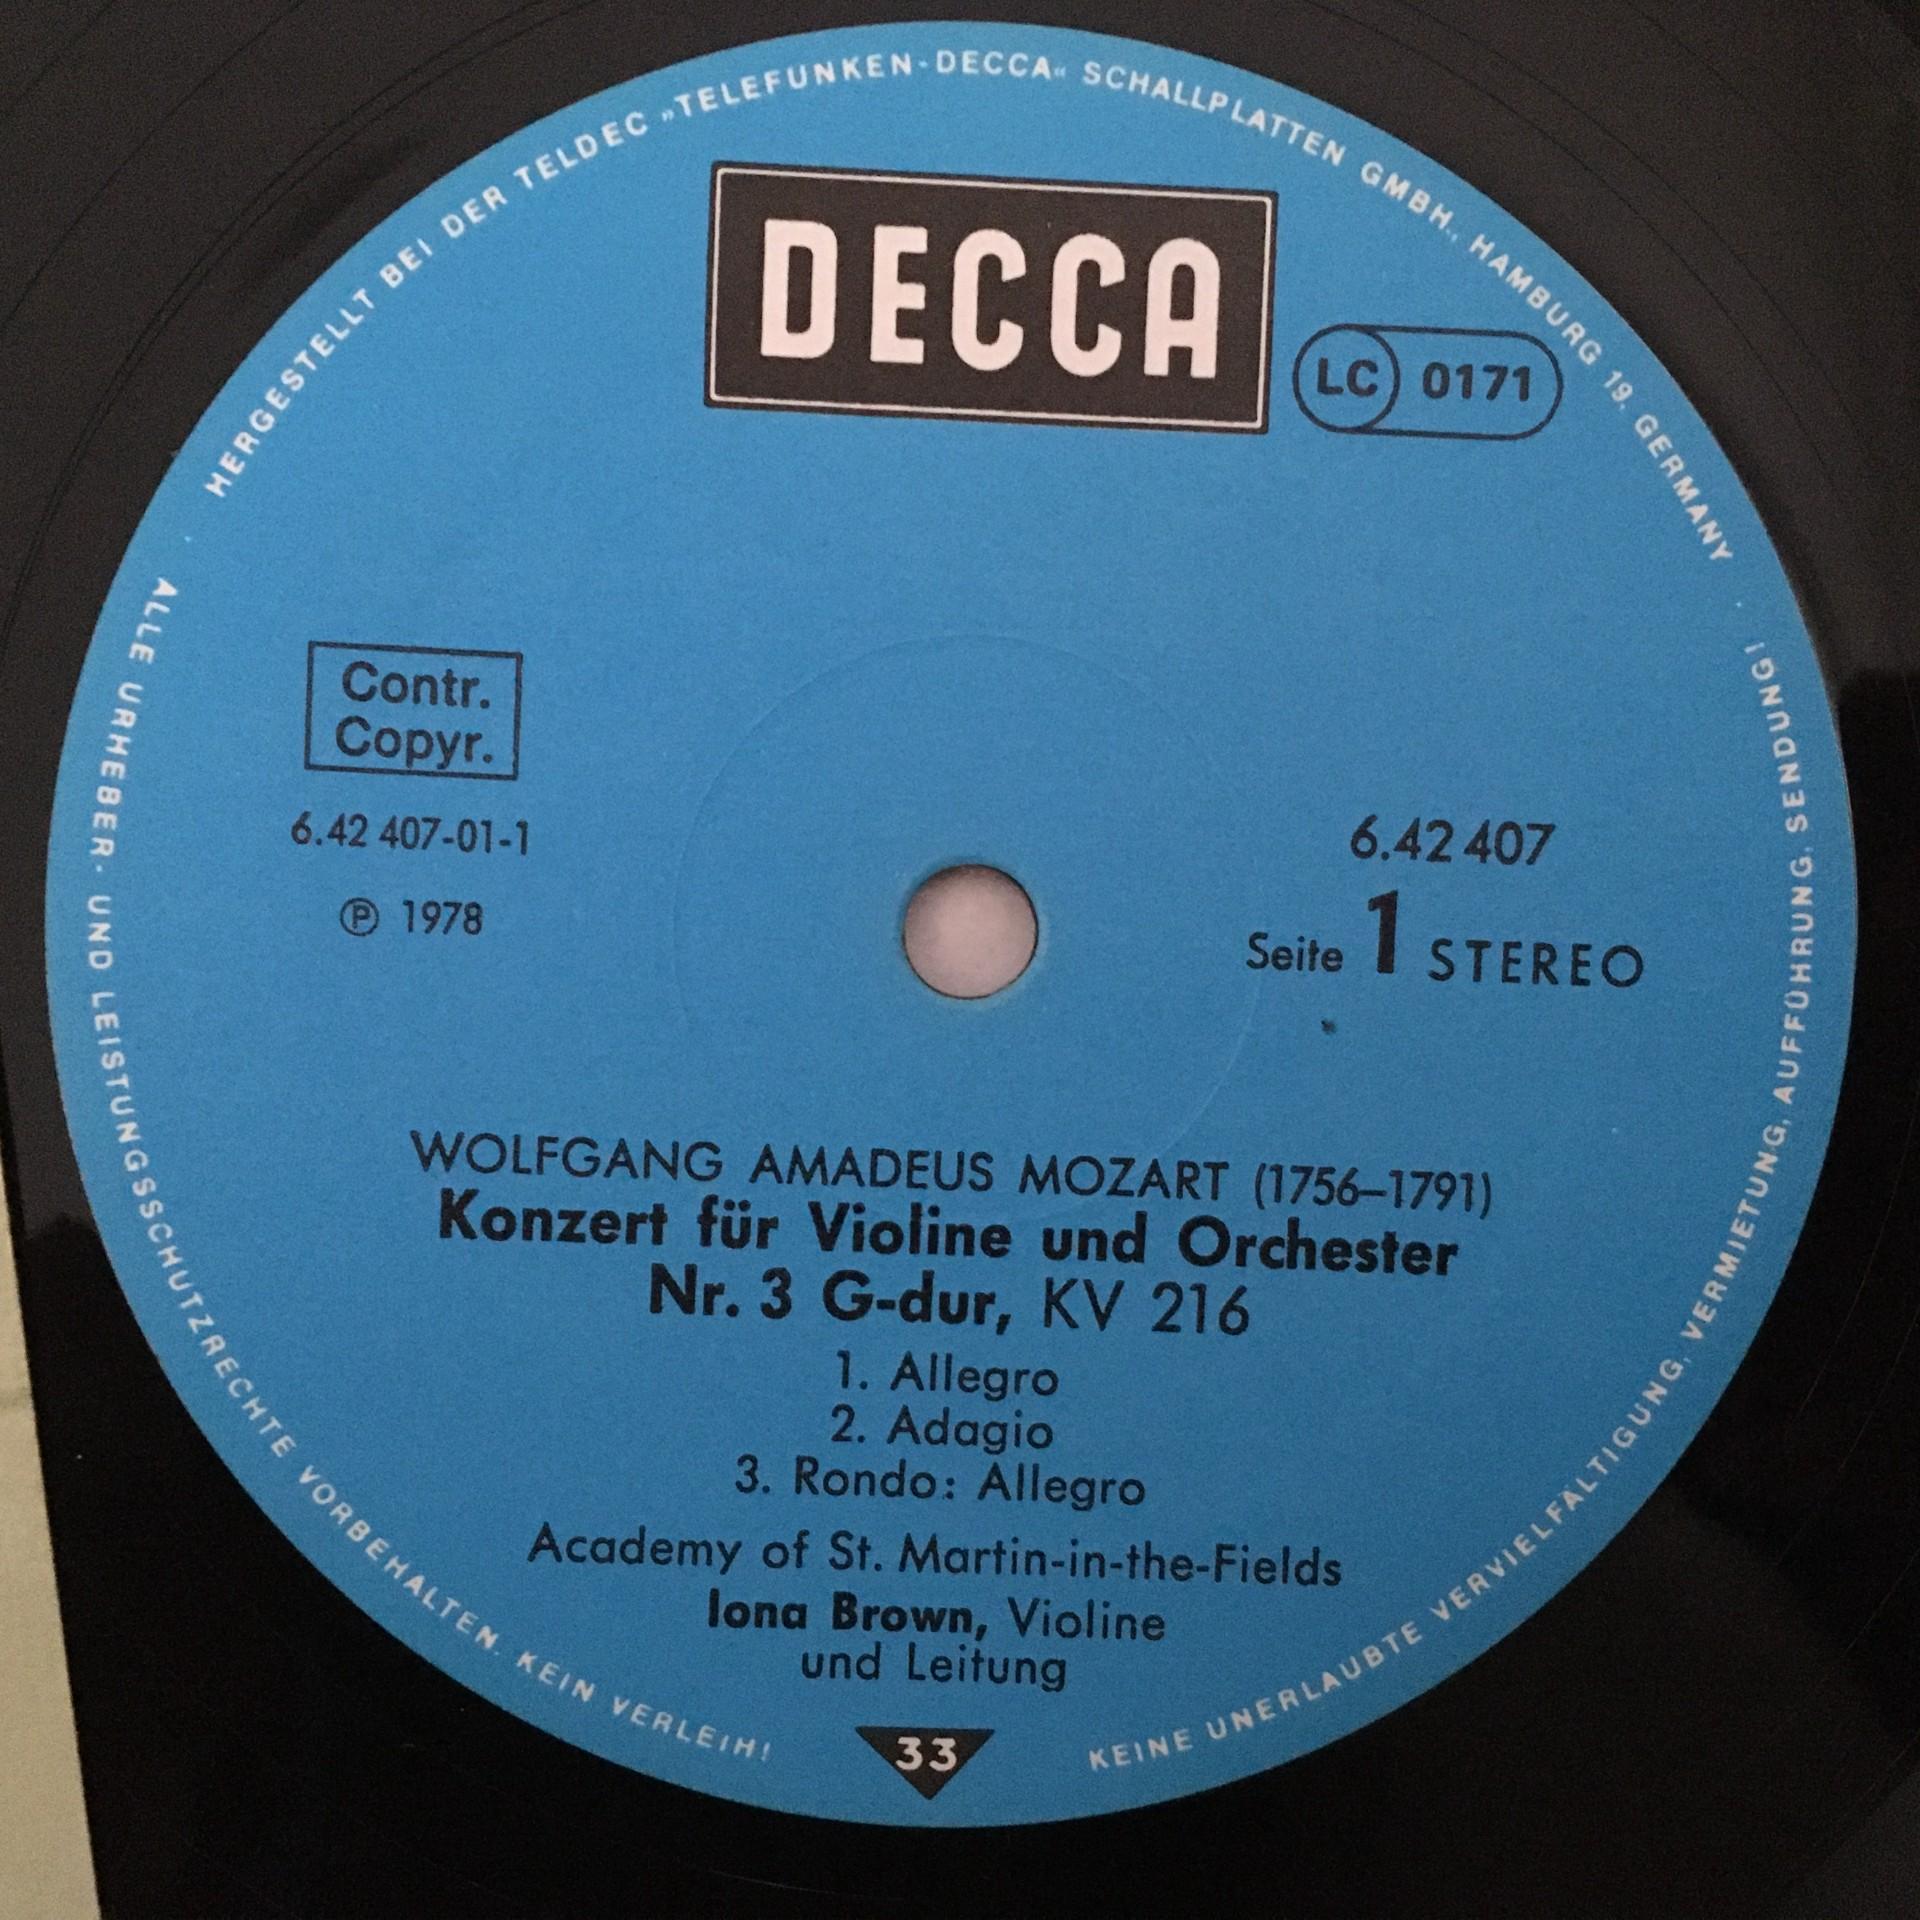 HERGESTELLT BEI DER TELDEC »TELEFUNKEN-DECCA« SCHALLPLATTEN GMBH., HAMBURG 19. GERMANY
DECCA
LC 0171
Contr.
Copyr.
6.42 407-01-1
℗ 1978
6.42 407
Seite 1 STEREO
WOLFGANG AMADEUS MOZART (1756–1791)
Konzert für Violine und Orchester
Nr. 3 G-dur, KV 216
1. Allegro
2. Adagio
3. Rondo: Allegro
Academy of St. Martin-in-the-Fields
Iona Brown, Violine
und Leitung
33
ALLE URHEBER- UND LEISTUNGSSCHUTZRECHTE VORBEHALTEN. KEIN VERLEIH!
KEINE UNERLAUBTE VERVIELFÄLTIGUNG, VERMIETUNG, AUFFÜHRUNG, SENDUNG!